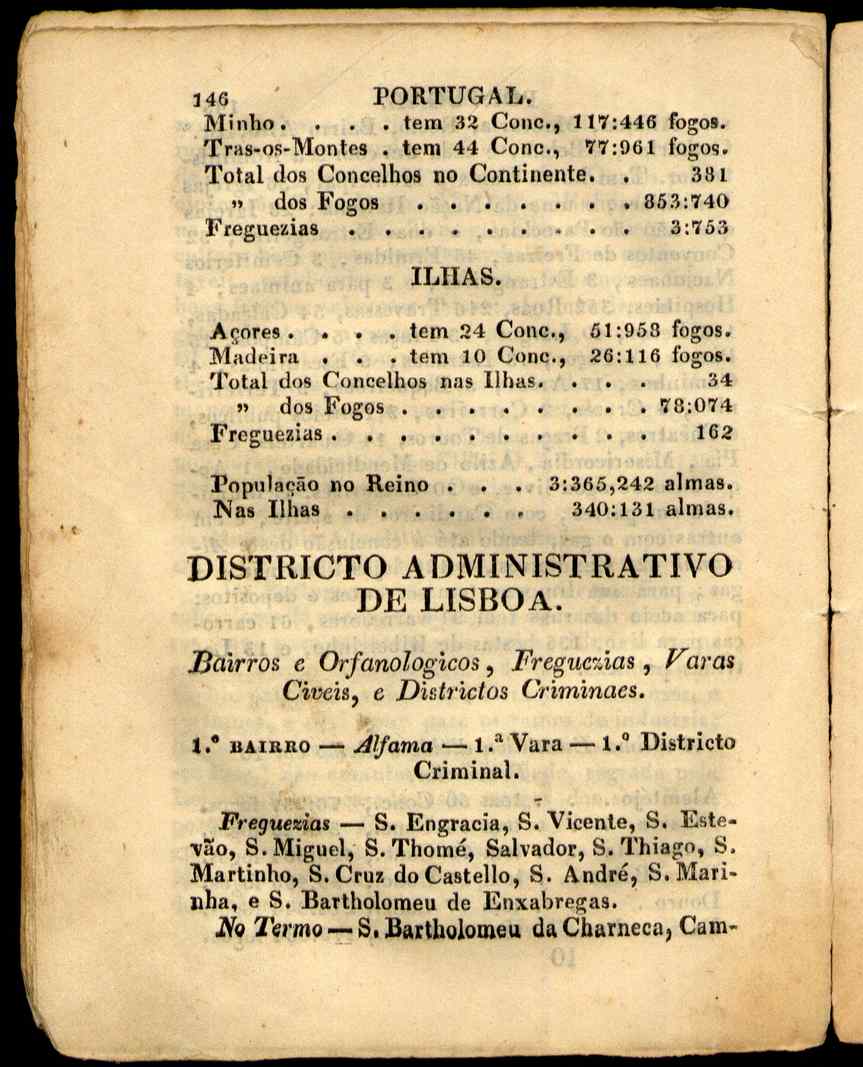 146 PORTUGAL.
Minho. . . . tem 32 Conc., 117:446 fogos.
Tras-os-Montes . tem 44 Conc., 77:961 fogos.
Total dos Concelhos no Continente. . 381
” dos Fogos . . . . . . . . 853:740
Freguezias . . . . . . . . . 3:753
ILHAS.
Açores . . . . tem 24 Conc., 51:958 fogos.
Madeira . . . tem 10 Conc., 26:116 fogos.
Total dos Concelhos nas Ilhas. . . . . 34
” dos Fogos . . . . . . . . 78:074
Freguezias . . . . . . . . . . 162
População no Reino . . . 3:365,242 almas.
Nas Ilhas . . . . . . 340:131 almas.
DISTRICTO ADMINISTRATIVO
DE LISBOA.
Bairros e Orfanologicos, Freguezias, Varas
Civeis, e Districtos Criminaes.
1.º BAIRRO — Alfama — 1.ª Vara — 1.º Districto
Criminal.
Freguezias — S. Engracia, S. Vicente, S. Este-
vão, S. Miguel, S. Thomé, Salvador, S. Thiago, S.
Martinho, S. Cruz do Castello, S. André, S. Mari-
nha, e S. Bartholomeu de Enxabregas.
No Termo — S. Bartholomeu da Charneca, Cam-